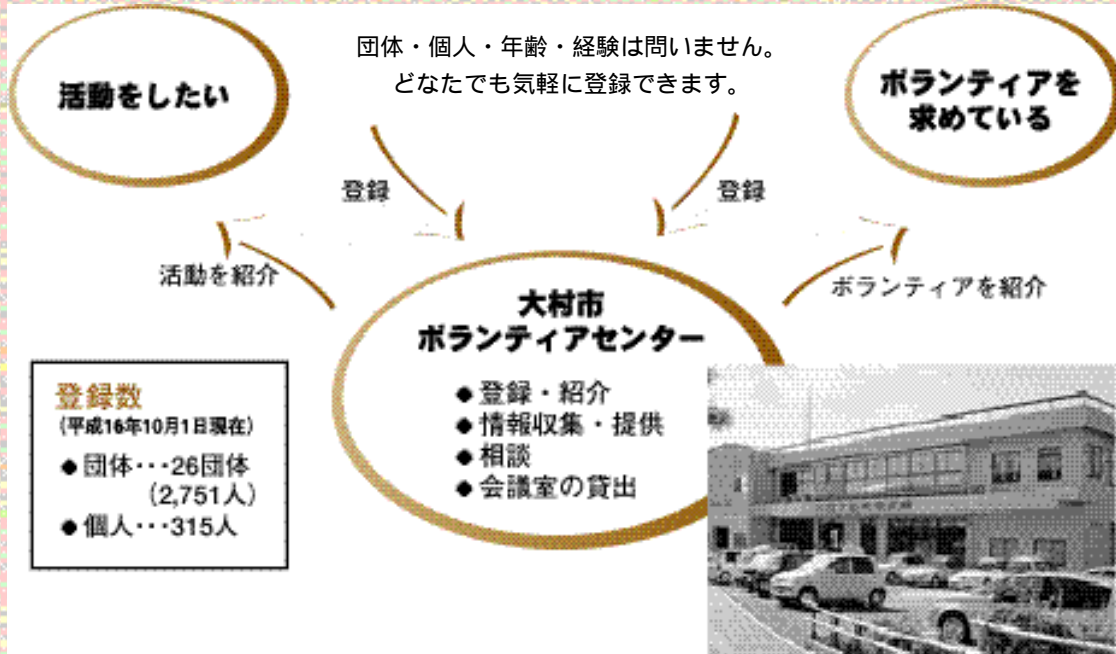 団体・個人・年齢・経験は問いません。
どなたでも気軽に登録できます。
活動をしたい
ボランティアを
求めている
登録
登録
活動を紹介
ボランティアを紹介
大村市
ボランティアセンター
◆登録・紹介
◆情報収集・提供
◆相談
◆会議室の貸出
登録数
(平成16年10月1日現在)
◆団体･･･26団体
(2,751人)
◆個人･･･315人